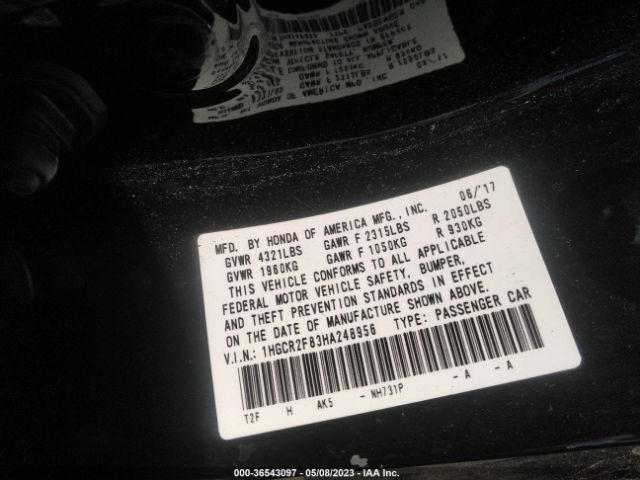 MFD. BY HONDA OF AMERICA MFG., INC. 06/'17
GVWR 4321LBS GAWR F 2315LBS R 2050LBS
GVWR 1960KG GAWR F 1050KG R 930KG
THIS VEHICLE CONFORMS TO ALL APPLICABLE
FEDERAL MOTOR VEHICLE SAFETY, BUMPER,
AND THEFT PREVENTION STANDARDS IN EFFECT
ON THE DATE OF MANUFACTURE SHOWN ABOVE.
V.I.N.: 1HGCR2F83HA248956 TYPE: PASSENGER CAR
T2F H AK5 - NH731P - A - A
000-36543097 - 05/08/2023 - IAA Inc.